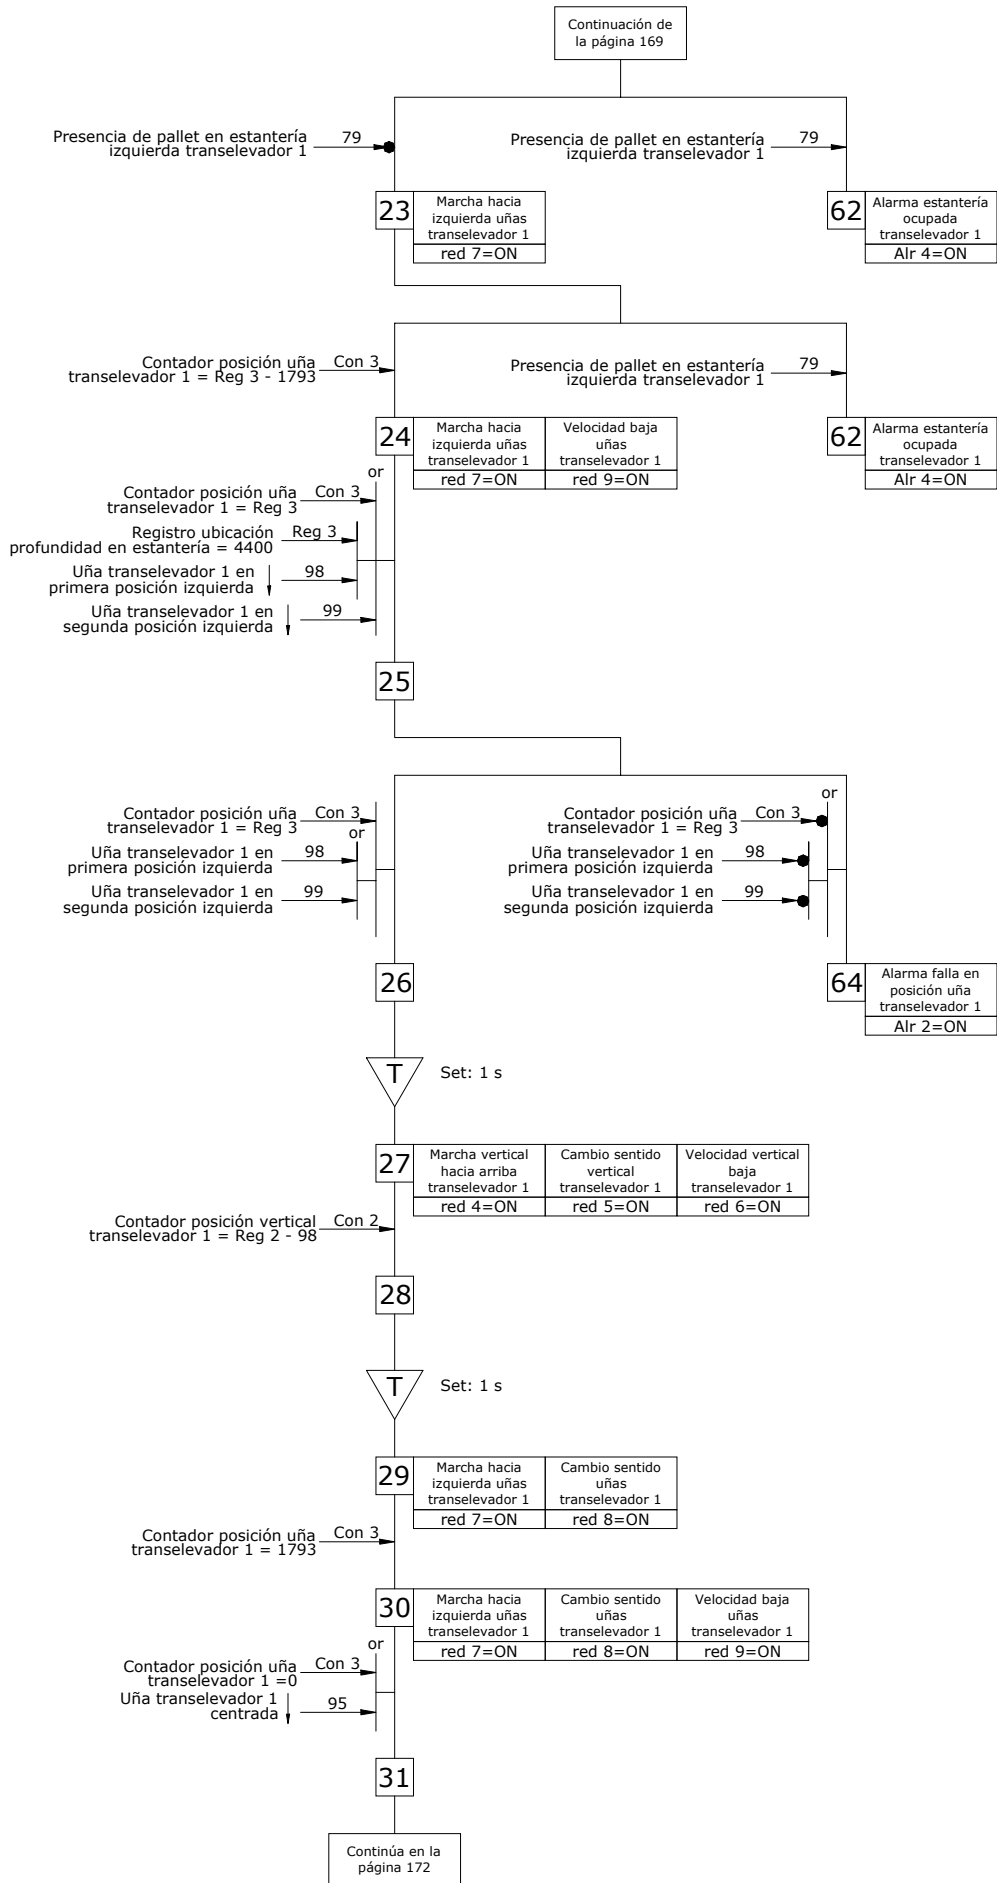 Continuación de
la página 169
Presencia de pallet en estantería
izquierda transelevador 1
79
Presencia de pallet en estantería
izquierda transelevador 1
79
23
Marcha hacia
izquierda uñas
transelevador 1
red 7=ON
62
Alarma estantería
ocupada
transelevador 1
Alr 4=ON
Contador posición uña
transelevador 1 = Reg 3 - 1793
Con 3
Presencia de pallet en estantería
izquierda transelevador 1
79
24
Marcha hacia
izquierda uñas
transelevador 1
red 7=ON
Velocidad baja
uñas
transelevador 1
red 9=ON
62
Alarma estantería
ocupada
transelevador 1
Alr 4=ON
or
Contador posición uña
transelevador 1 = Reg 3
Con 3
Registro ubicación
profundidad en estantería = 4400
Reg 3
Uña transelevador 1 en
primera posición izquierda
98
Uña transelevador 1 en
segunda posición izquierda
99
25
Contador posición uña
transelevador 1 = Reg 3
Con 3
or
Uña transelevador 1 en
primera posición izquierda
98
Uña transelevador 1 en
segunda posición izquierda
99
or
Contador posición uña
transelevador 1 = Reg 3
Con 3
Uña transelevador 1 en
primera posición izquierda
98
Uña transelevador 1 en
segunda posición izquierda
99
26
64
Alarma falla en
posición uña
transelevador 1
Alr 2=ON
T
Set: 1 s
27
Marcha vertical
hacia arriba
transelevador 1
red 4=ON
Cambio sentido
vertical
transelevador 1
red 5=ON
Velocidad vertical
baja
transelevador 1
red 6=ON
Contador posición vertical
transelevador 1 = Reg 2 - 98
Con 2
28
T
Set: 1 s
29
Marcha hacia
izquierda uñas
transelevador 1
red 7=ON
Cambio sentido
uñas
transelevador 1
red 8=ON
Contador posición uña
transelevador 1 = 1793
Con 3
30
Marcha hacia
izquierda uñas
transelevador 1
red 7=ON
Cambio sentido
uñas
transelevador 1
red 8=ON
Velocidad baja
uñas
transelevador 1
red 9=ON
or
Contador posición uña
transelevador 1 =0
Con 3
Uña transelevador 1
centrada
95
31
Continúa en la
página 172